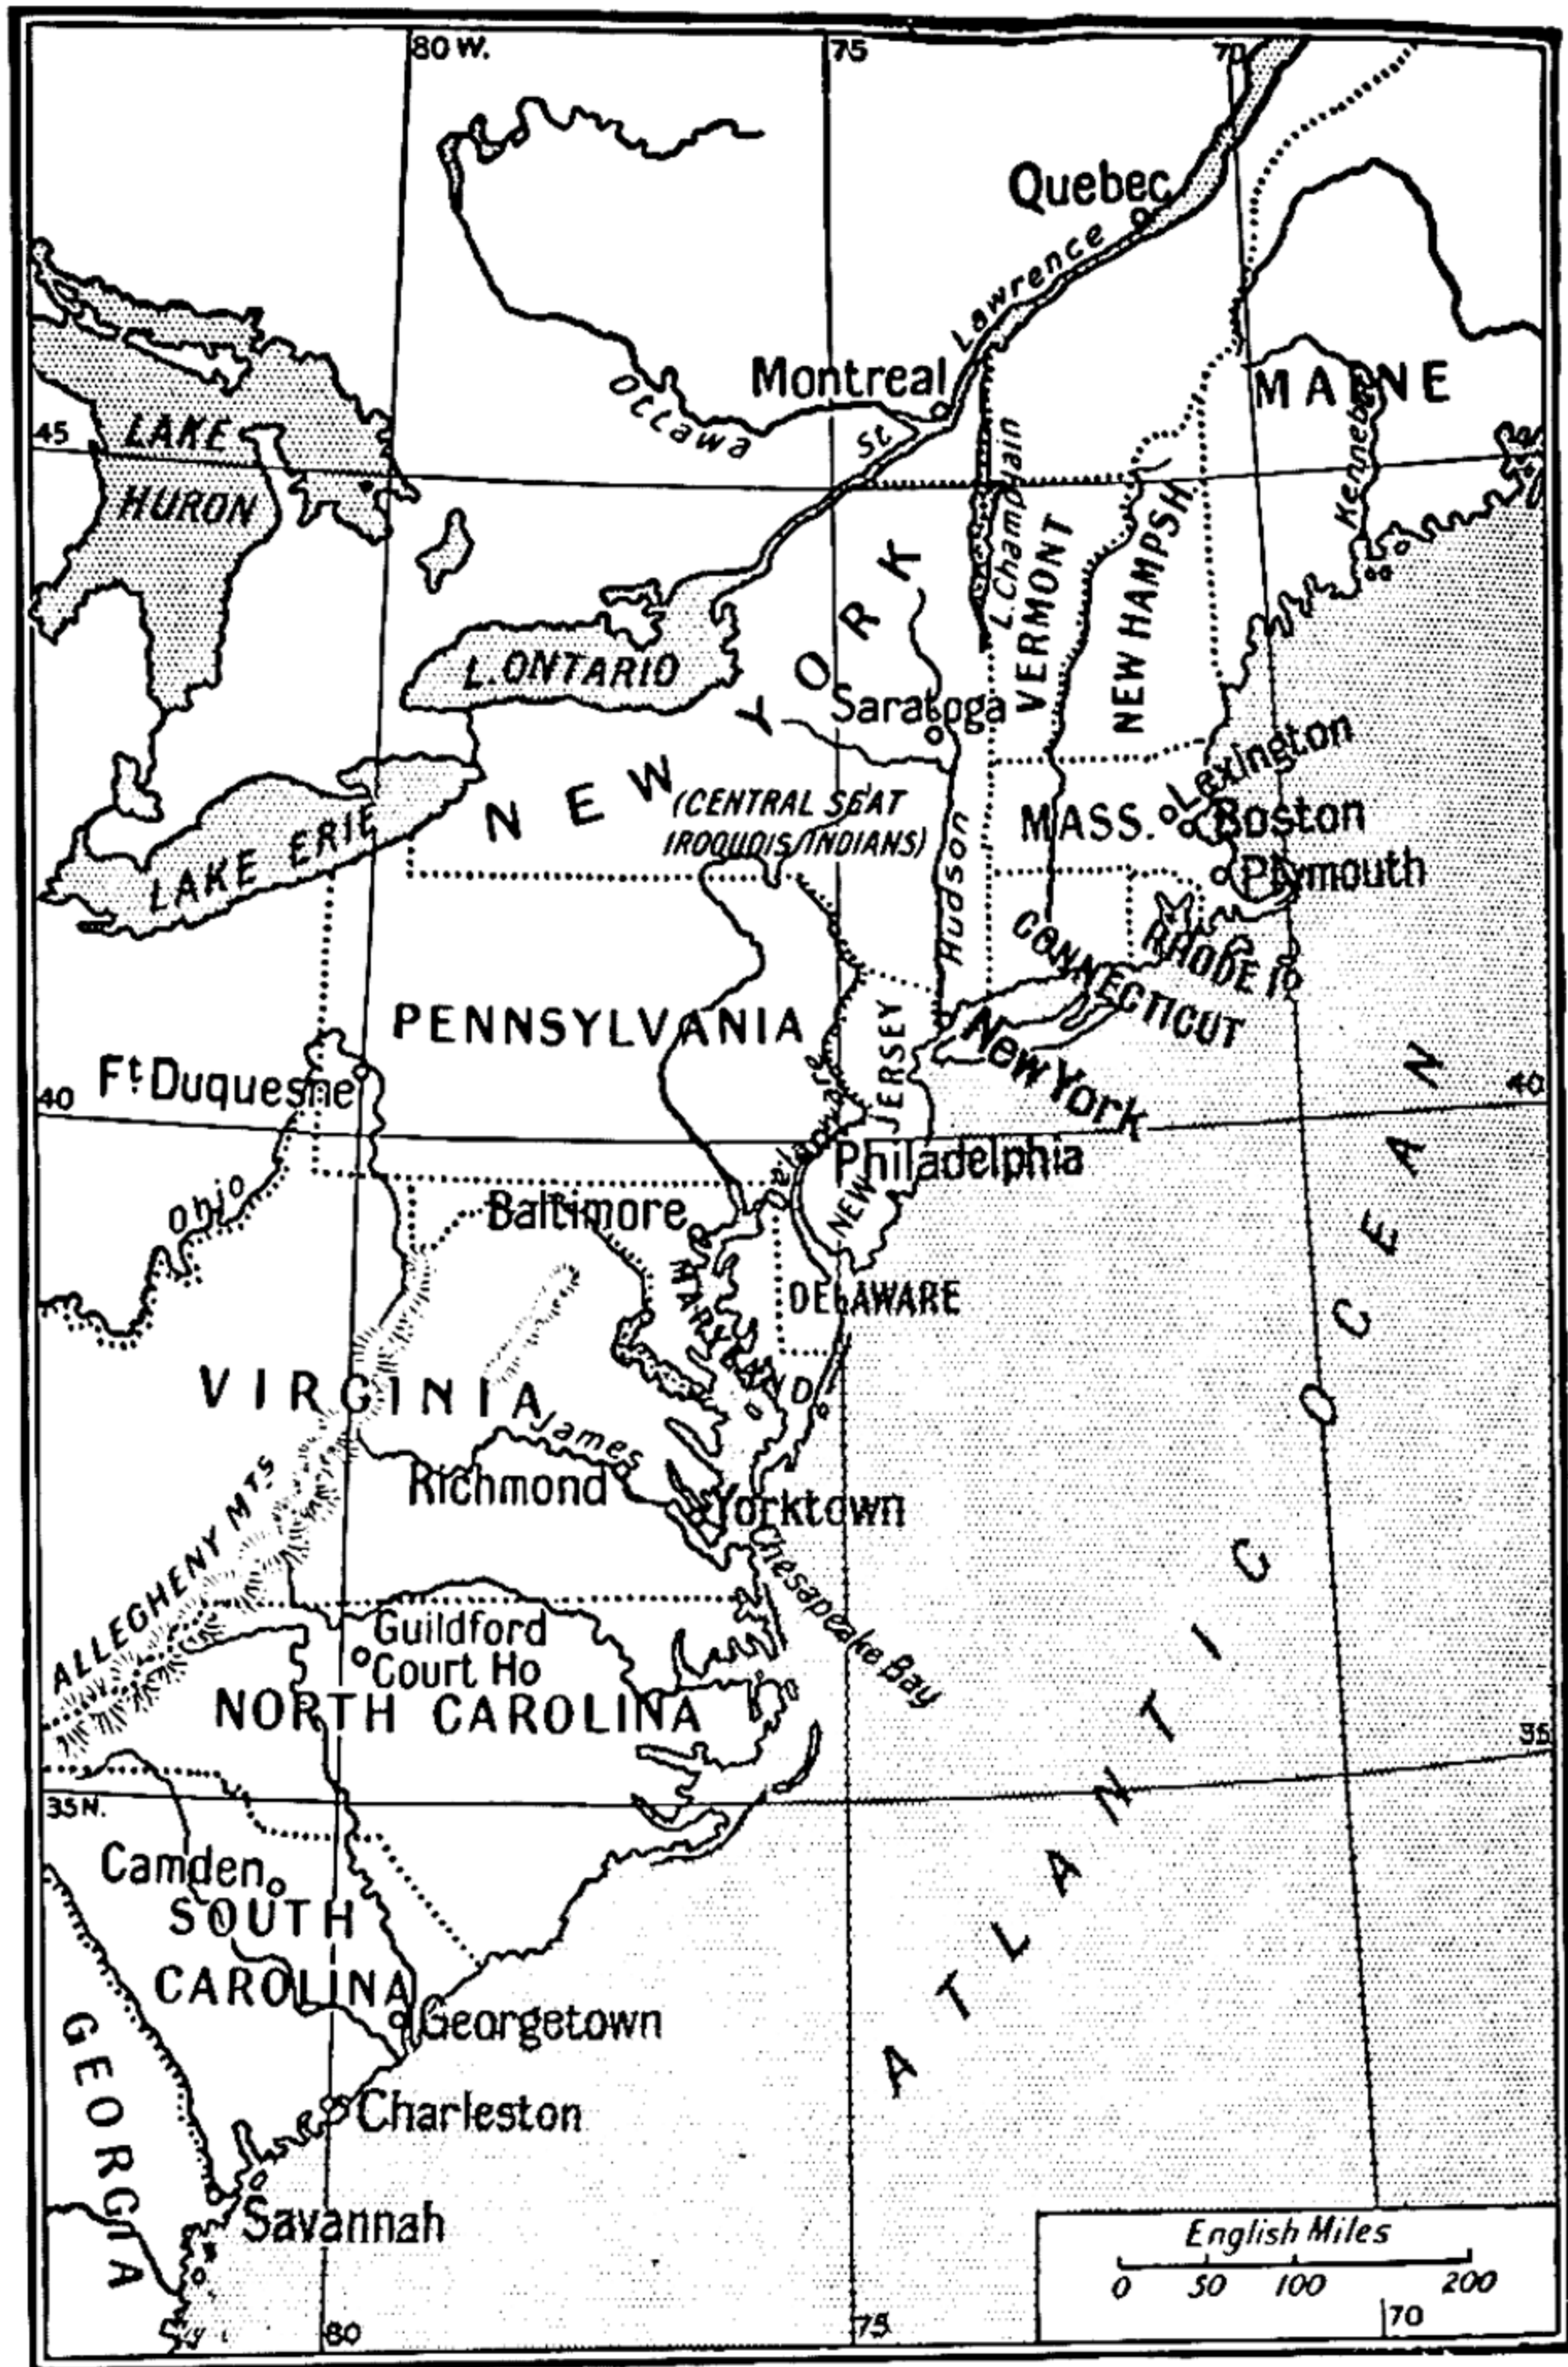 80 W.
75
70
Quebec
St. Lawrence
Montreal
Ottawa
MAINE
Kennebec
45
LAKE
HURON
L. Champlain
VERMONT
NEW HAMPSH.
L. ONTARIO
NEW YORK
Saratoga
Lexington
(CENTRAL SEAT
IROQUOIS INDIANS)
MASS.
Boston
LAKE ERIE
Plymouth
Hudson
RHODE I.
CONNECTICUT
PENNSYLVANIA
NEW JERSEY
New York
Ft. Duquesne
40
40
Delaware
Philadelphia
Ohio
Baltimore
MARYLAND
DELAWARE
VIRGINIA
James
Richmond
Yorktown
ALLEGHENY MTS
Chesapeake Bay
Guildford
Court Ho
NORTH CAROLINA
ATLANTIC OCEAN
35
35 N.
Camden
SOUTH
CAROLINA
Georgetown
GEORGIA
Charleston
Savannah
English Miles
0 50 100 200
80
75
70